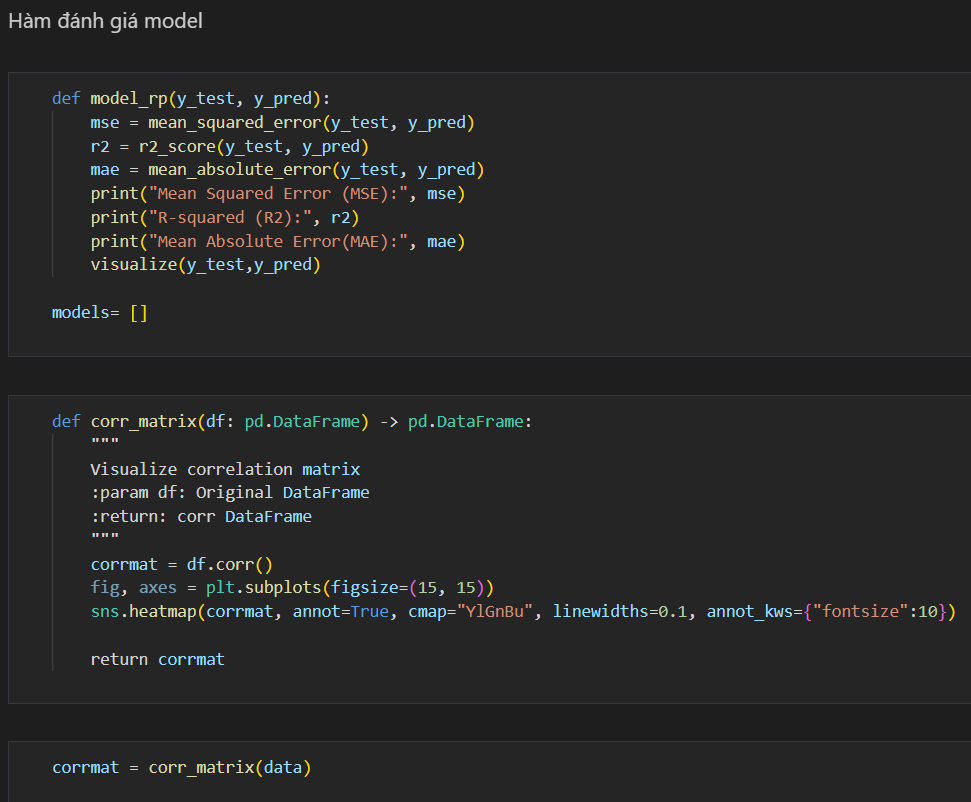 Hàm đánh giá model
def model_rp(y_test, y_pred):
    mse = mean_squared_error(y_test, y_pred)
    r2 = r2_score(y_test, y_pred)
    mae = mean_absolute_error(y_test, y_pred)
    print("Mean Squared Error (MSE):", mse)
    print("R-squared (R2):", r2)
    print("Mean Absolute Error(MAE):", mae)
    visualize(y_test,y_pred)
models= []
def corr_matrix(df: pd.DataFrame) -> pd.DataFrame:
    """
    Visualize correlation matrix
    :param df: Original DataFrame
    :return: corr DataFrame
    """
    corrmat = df.corr()
    fig, axes = plt.subplots(figsize=(15, 15))
    sns.heatmap(corrmat, annot=True, cmap="YlGnBu", linewidths=0.1, annot_kws={"fontsize":10})
    return corrmat
corrmat = corr_matrix(data)